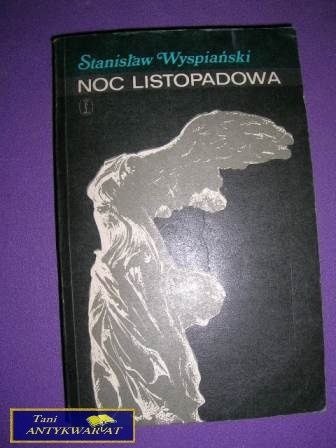 Stanisław Wyspiański
NOC LISTOPADOWA
Tani
ANTYKWARIAT